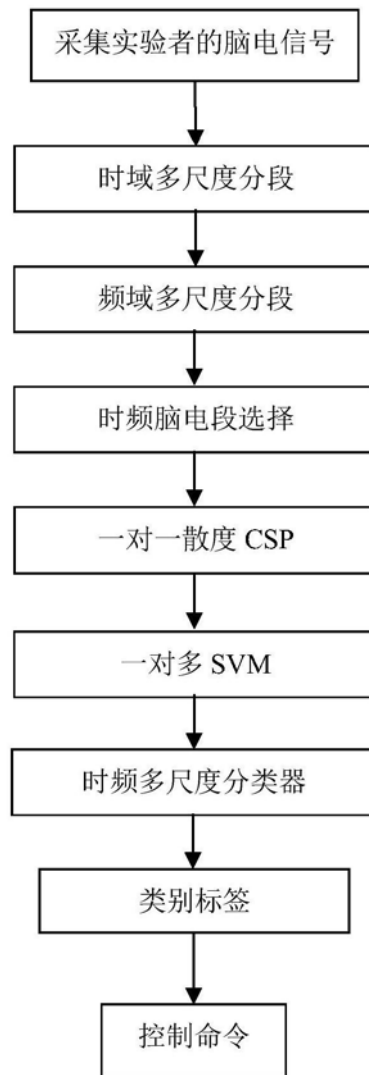 采集实验者的脑电信号
时域多尺度分段
频域多尺度分段
时频脑电段选择
一对一散度 CSP
一对多 SVM
时频多尺度分类器
类别标签
控制命令